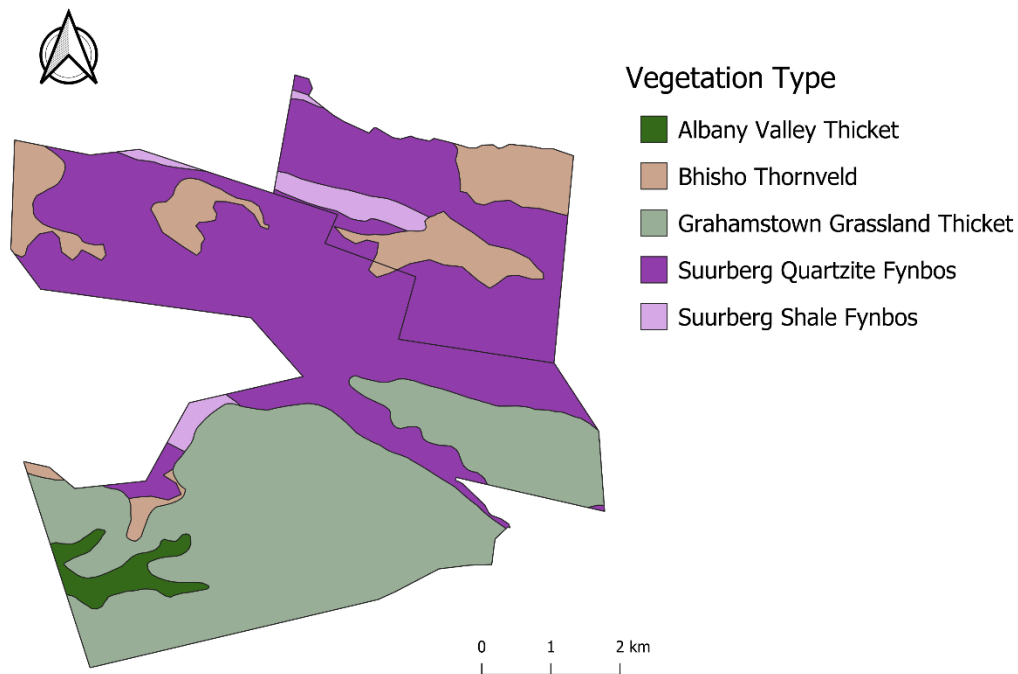 Vegetation Type
Albany Valley Thicket
Bhisho Thornveld
Grahamstown Grassland Thicket
Suurberg Quartzite Fynbos
Suurberg Shale Fynbos
0 1 2 km